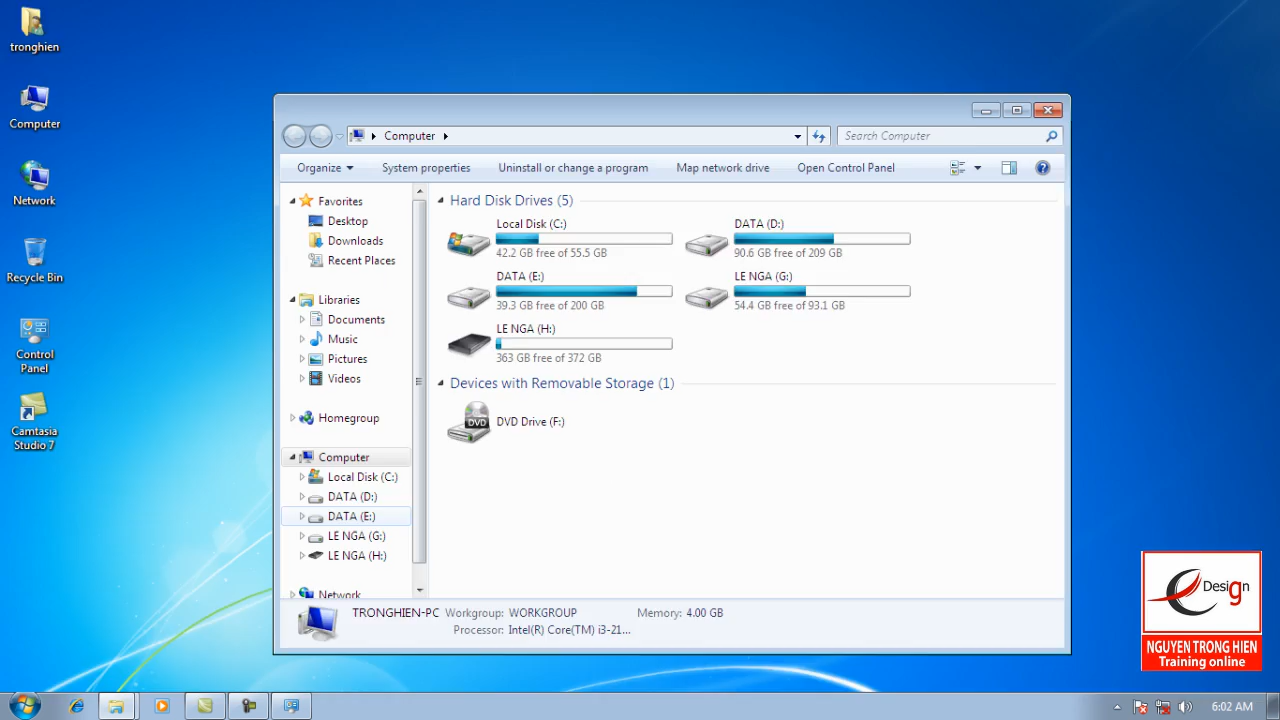 tronghien
Computer
Network
Recycle Bin
Control
Panel
Camtasia
Studio 7
Computer
Search Computer
Organize
System properties
Uninstall or change a program
Map network drive
Open Control Panel
Favorites
Desktop
Downloads
Recent Places
Libraries
Documents
Music
Pictures
Videos
Homegroup
Computer
Local Disk (C:)
DATA (D:)
DATA (E:)
LE NGA (G:)
LE NGA (H:)
Network
Hard Disk Drives (5)
Local Disk (C:)
42.2 GB free of 55.5 GB
DATA (D:)
90.6 GB free of 209 GB
DATA (E:)
39.3 GB free of 200 GB
LE NGA (G:)
54.4 GB free of 93.1 GB
LE NGA (H:)
363 GB free of 372 GB
Devices with Removable Storage (1)
DVD
DVD Drive (F:)
TRONGHIEN-PC Workgroup: WORKGROUP Memory: 4.00 GB
Processor: Intel(R) Core(TM) i3-21...
Design
NGUYEN TRONG HIEN
Training online
6:02 AM